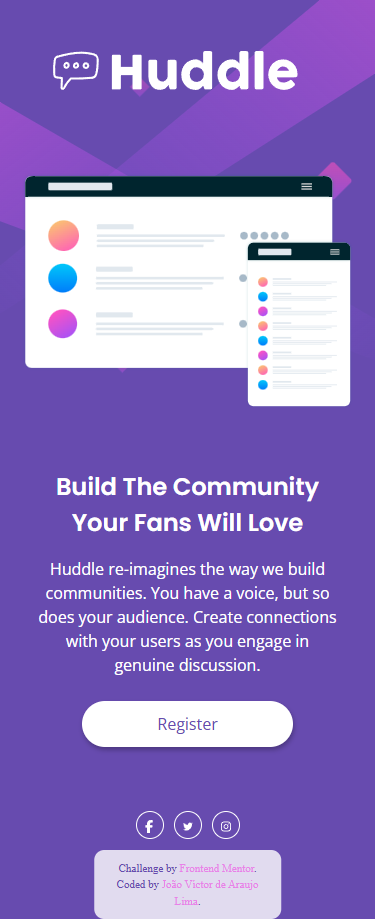 Huddle
Build The Community
Your Fans Will Love
Huddle re-imagines the way we build
communities. You have a voice, but so
does your audience. Create connections
with your users as you engage in
genuine discussion.
Register
Challenge by Frontend Mentor.
Coded by João Victor de Araujo
Lima.